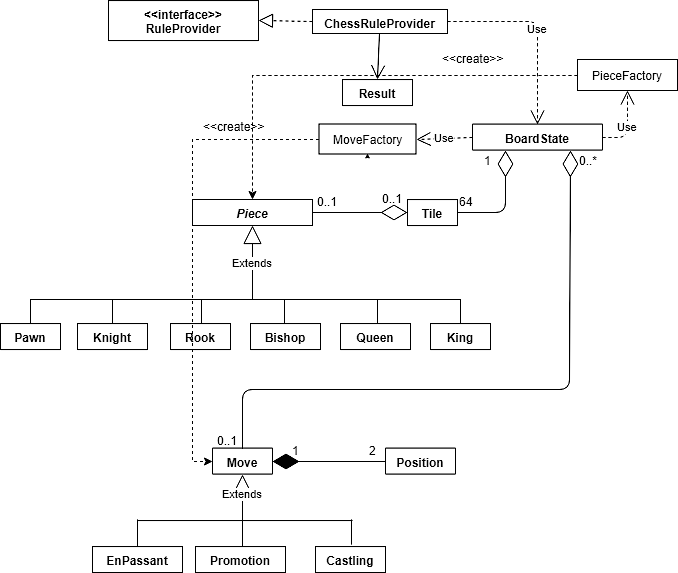 <<interface>>
RuleProvider
ChessRuleProvider
Use
<<create>>
PieceFactory
Result
<<create>>
MoveFactory
Use
BoardState
Use
1
0..*
Piece
0..1
0..1
Tile
64
Extends
Pawn
Knight
Rook
Bishop
Queen
King
0..1
Move
1
2
Position
Extends
EnPassant
Promotion
Castling